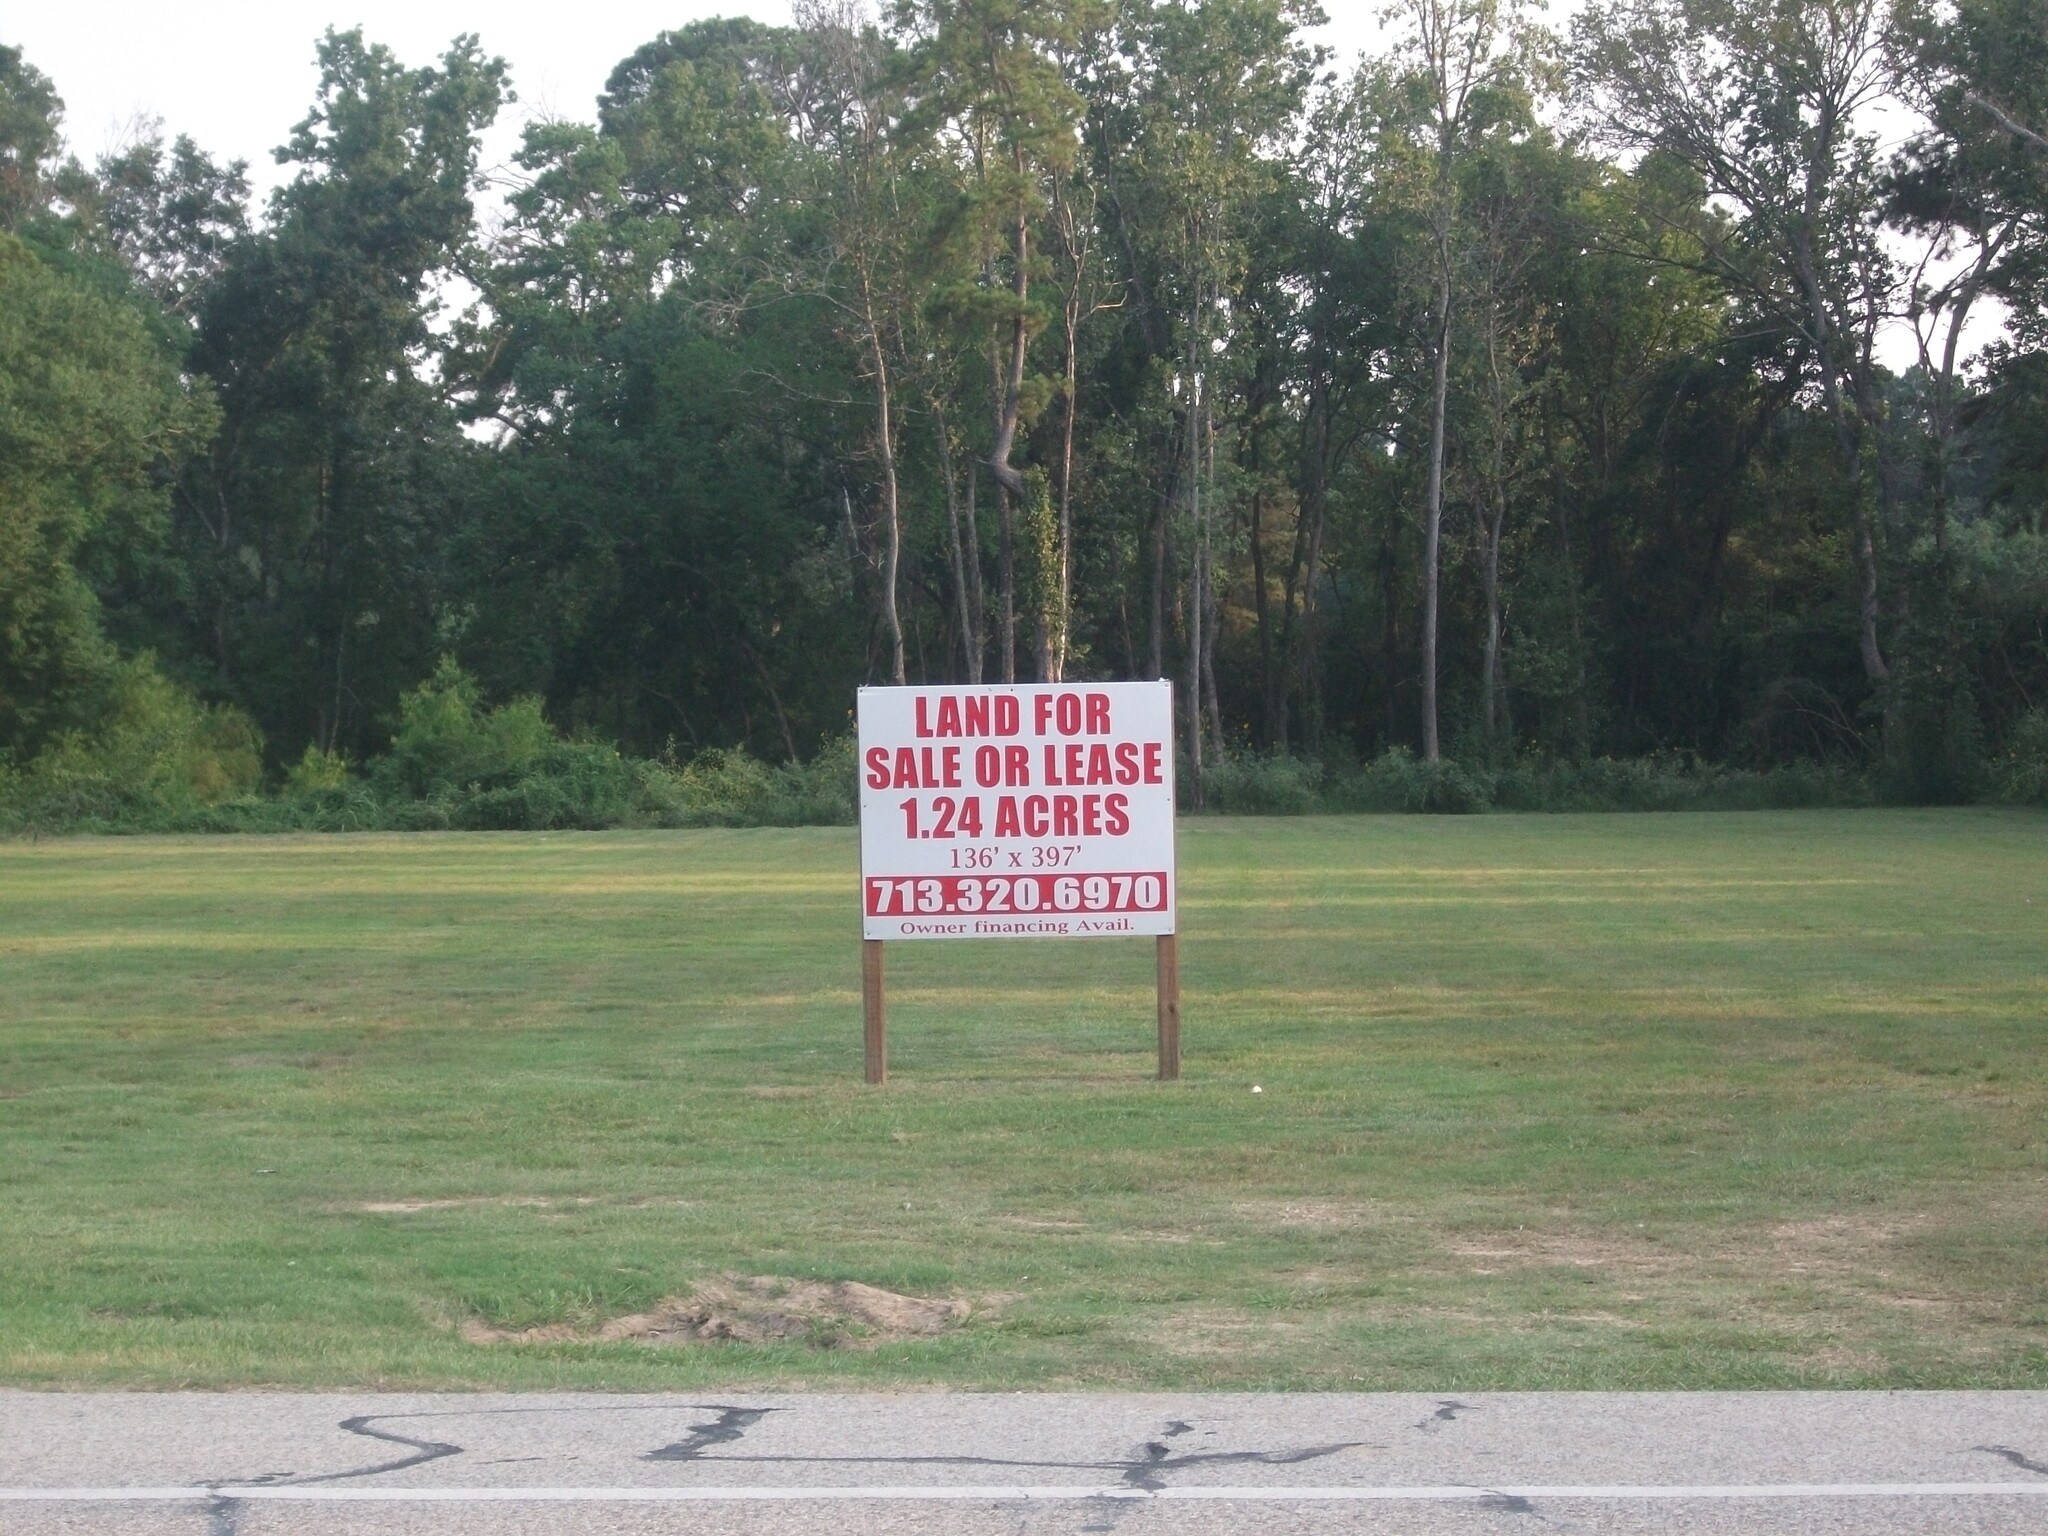 LAND FOR
SALE OR LEASE
1.24 ACRES
136' x 397'
713.320.6970
Owner financing Avail.